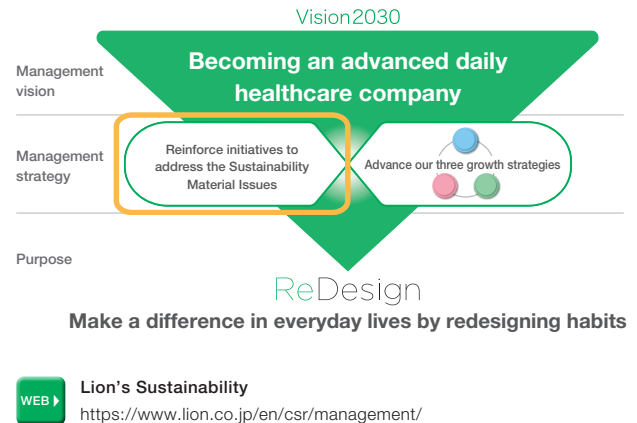 Vision2030
Management
vision
Becoming an advanced daily
healthcare company
Management
strategy
Reinforce initiatives to
address the Sustainability
Material Issues
Advance our three growth strategies
Purpose
ReDesign
Make a difference in everyday lives by redesigning habits
WEB
Lion's Sustainability
https://www.lion.co.jp/en/csr/management/